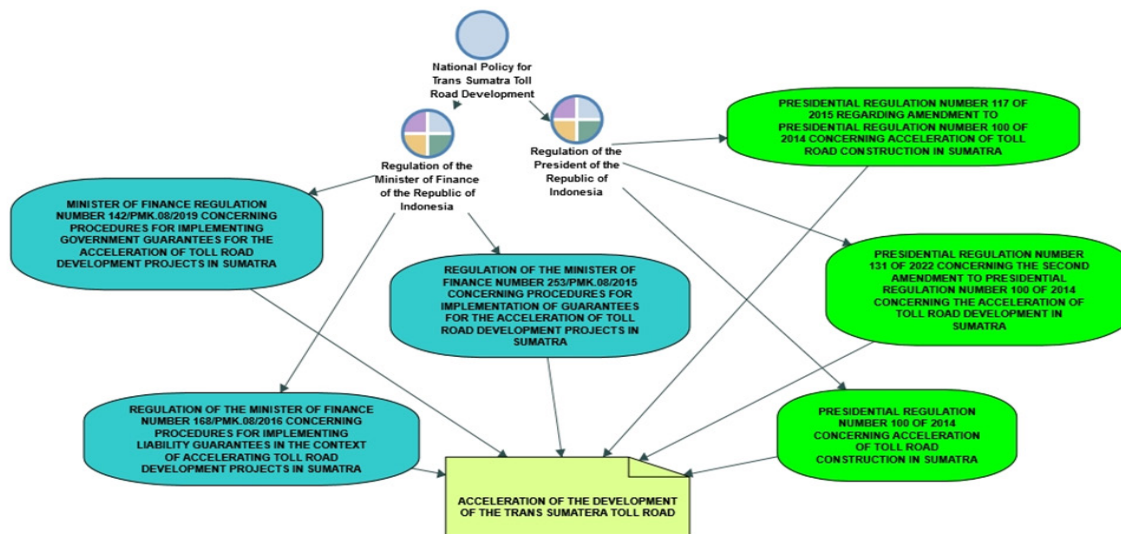 National Policy for
Trans Sumatra Toll
Road Development
Regulation of the
Minister of Finance
of the Republic of
Indonesia
Regulation of the
President of the
Republic of
Indonesia
PRESIDENTIAL REGULATION NUMBER 117 OF
2015 REGARDING AMENDMENT TO
PRESIDENTIAL REGULATION NUMBER 100 OF
2014 CONCERNING ACCELERATION OF TOLL
ROAD CONSTRUCTION IN SUMATRA
MINISTER OF FINANCE REGULATION
NUMBER 142/PMK.08/2019 CONCERNING
PROCEDURES FOR IMPLEMENTING
GOVERNMENT GUARANTEES FOR THE
ACCELERATION OF TOLL ROAD
DEVELOPMENT PROJECTS IN SUMATRA
REGULATION OF THE MINISTER OF
FINANCE NUMBER 253/PMK.08/2015
CONCERNING PROCEDURES FOR
IMPLEMENTATION OF GUARANTEES
FOR THE ACCELERATION OF TOLL
ROAD DEVELOPMENT PROJECTS IN
SUMATRA
PRESIDENTIAL REGULATION NUMBER
131 OF 2022 CONCERNING THE SECOND
AMENDMENT TO PRESIDENTIAL
REGULATION NUMBER 100 OF 2014
CONCERNING THE ACCELERATION OF
TOLL ROAD DEVELOPMENT IN
SUMATRA
REGULATION OF THE MINISTER OF FINANCE
NUMBER 168/PMK.08/2016 CONCERNING
PROCEDURES FOR IMPLEMENTING
LIABILITY GUARANTEES IN THE CONTEXT
OF ACCELERATING TOLL ROAD
DEVELOPMENT PROJECTS IN SUMATRA
PRESIDENTIAL REGULATION
NUMBER 100 OF 2014
CONCERNING ACCELERATION
OF TOLL ROAD
CONSTRUCTION IN SUMATRA
ACCELERATION OF THE DEVELOPMENT
OF THE TRANS SUMATERA TOLL ROAD